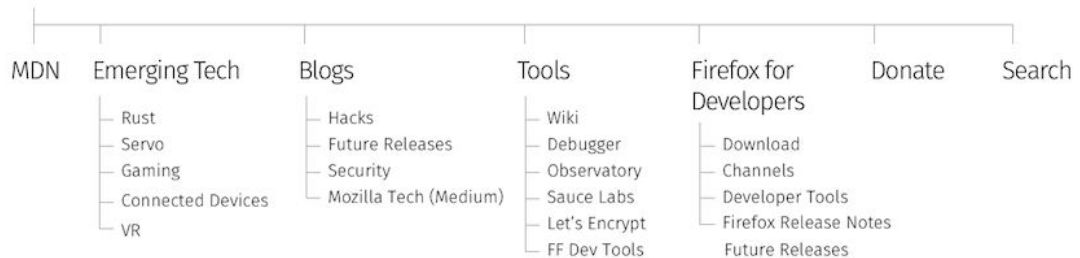 MDN
Emerging Tech
Rust
Servo
Gaming
Connected Devices
VR
Blogs
Hacks
Future Releases
Security
Mozilla Tech (Medium)
Tools
Wiki
Debugger
Observatory
Sauce Labs
Let's Encrypt
FF Dev Tools
Firefox for
Developers
Download
Channels
Developer Tools
Firefox Release Notes
Future Releases
Donate
Search